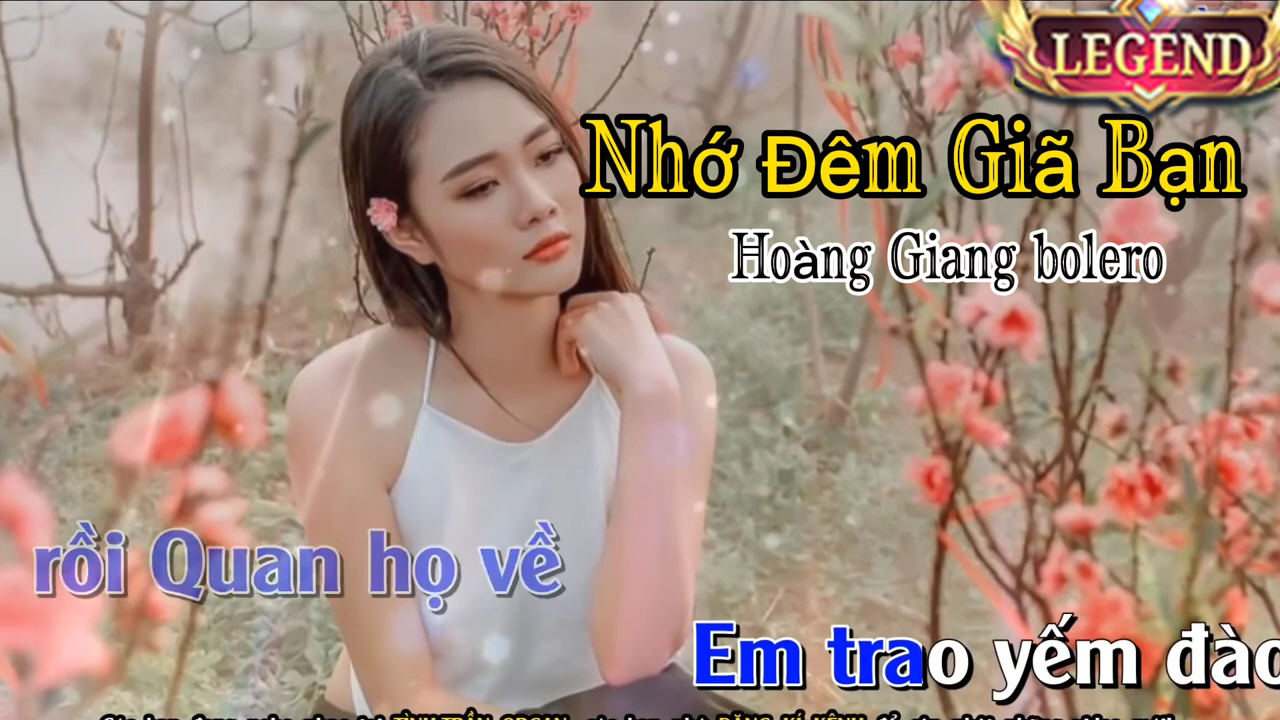 LEGEND
Nhớ Đêm Giã Bạn
Hoàng Giang bolero
rồi Quan họ về
Em trao yếm đào